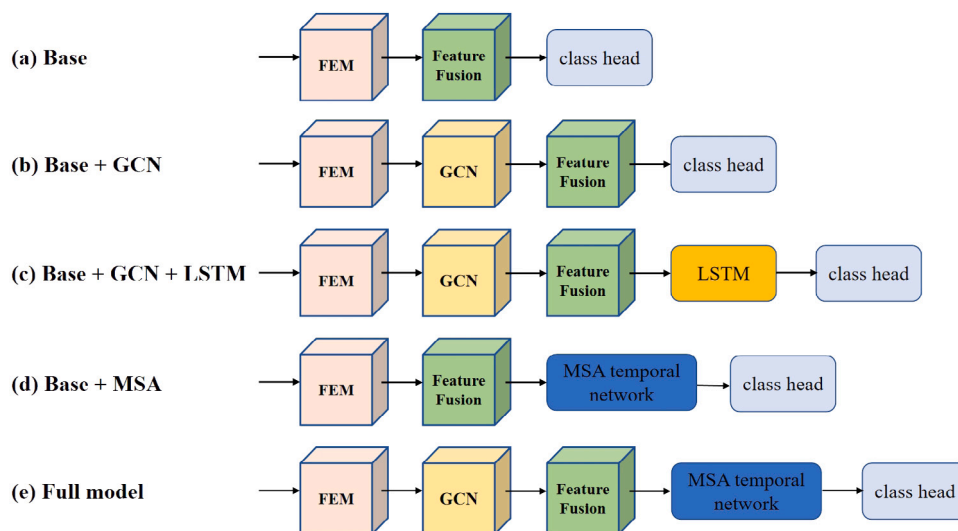 (a) Base
FEM
Feature
Fusion
class head
(b) Base + GCN
FEM
GCN
Feature
Fusion
class head
(c) Base + GCN + LSTM
FEM
GCN
Feature
Fusion
LSTM
class head
(d) Base + MSA
FEM
Feature
Fusion
MSA temporal
network
class head
(e) Full model
FEM
GCN
Feature
Fusion
MSA temporal
network
class head